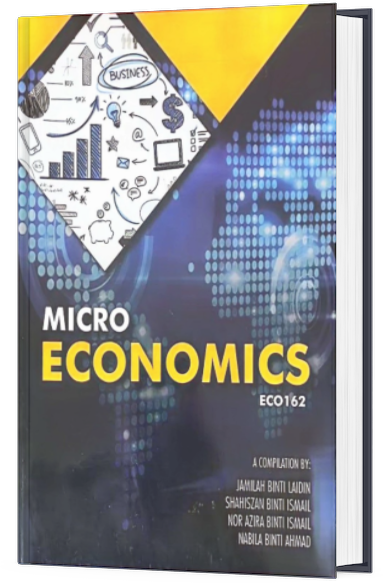 BUSINESS
MICRO
ECONOMICS
ECO162
A COMPILATION BY:
JAMILAH BINTI LAIDIN
SHAHISZAN BINTI ISMAIL
NOR AZIRA BINTI ISMAIL
NABILA BINTI AHMAD